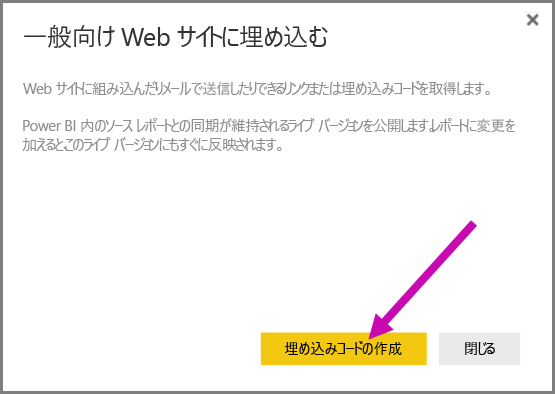 一般向け Web サイトに埋め込む
Web サイトに組み込んだりメールで送信したりできるリンクまたは埋め込みコードを取得します。
Power BI 内のソース レポートとの同期が維持されるライブ バージョンを公開します。レポートに変更を
加えるとこのライブ バージョンにもすぐに反映されます。
埋め込みコードの作成
閉じる